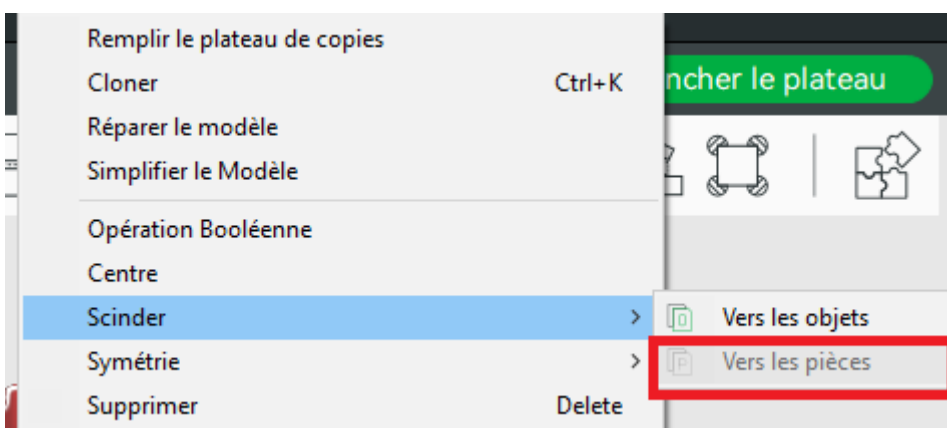 Remplir le plateau de copies
Cloner Ctrl+K
ncher le plateau
Réparer le modèle
Simplifier le Modèle
Opération Booléenne
Centre
Scinder >
Vers les objets
Symétrie >
Vers les pièces
Supprimer Delete